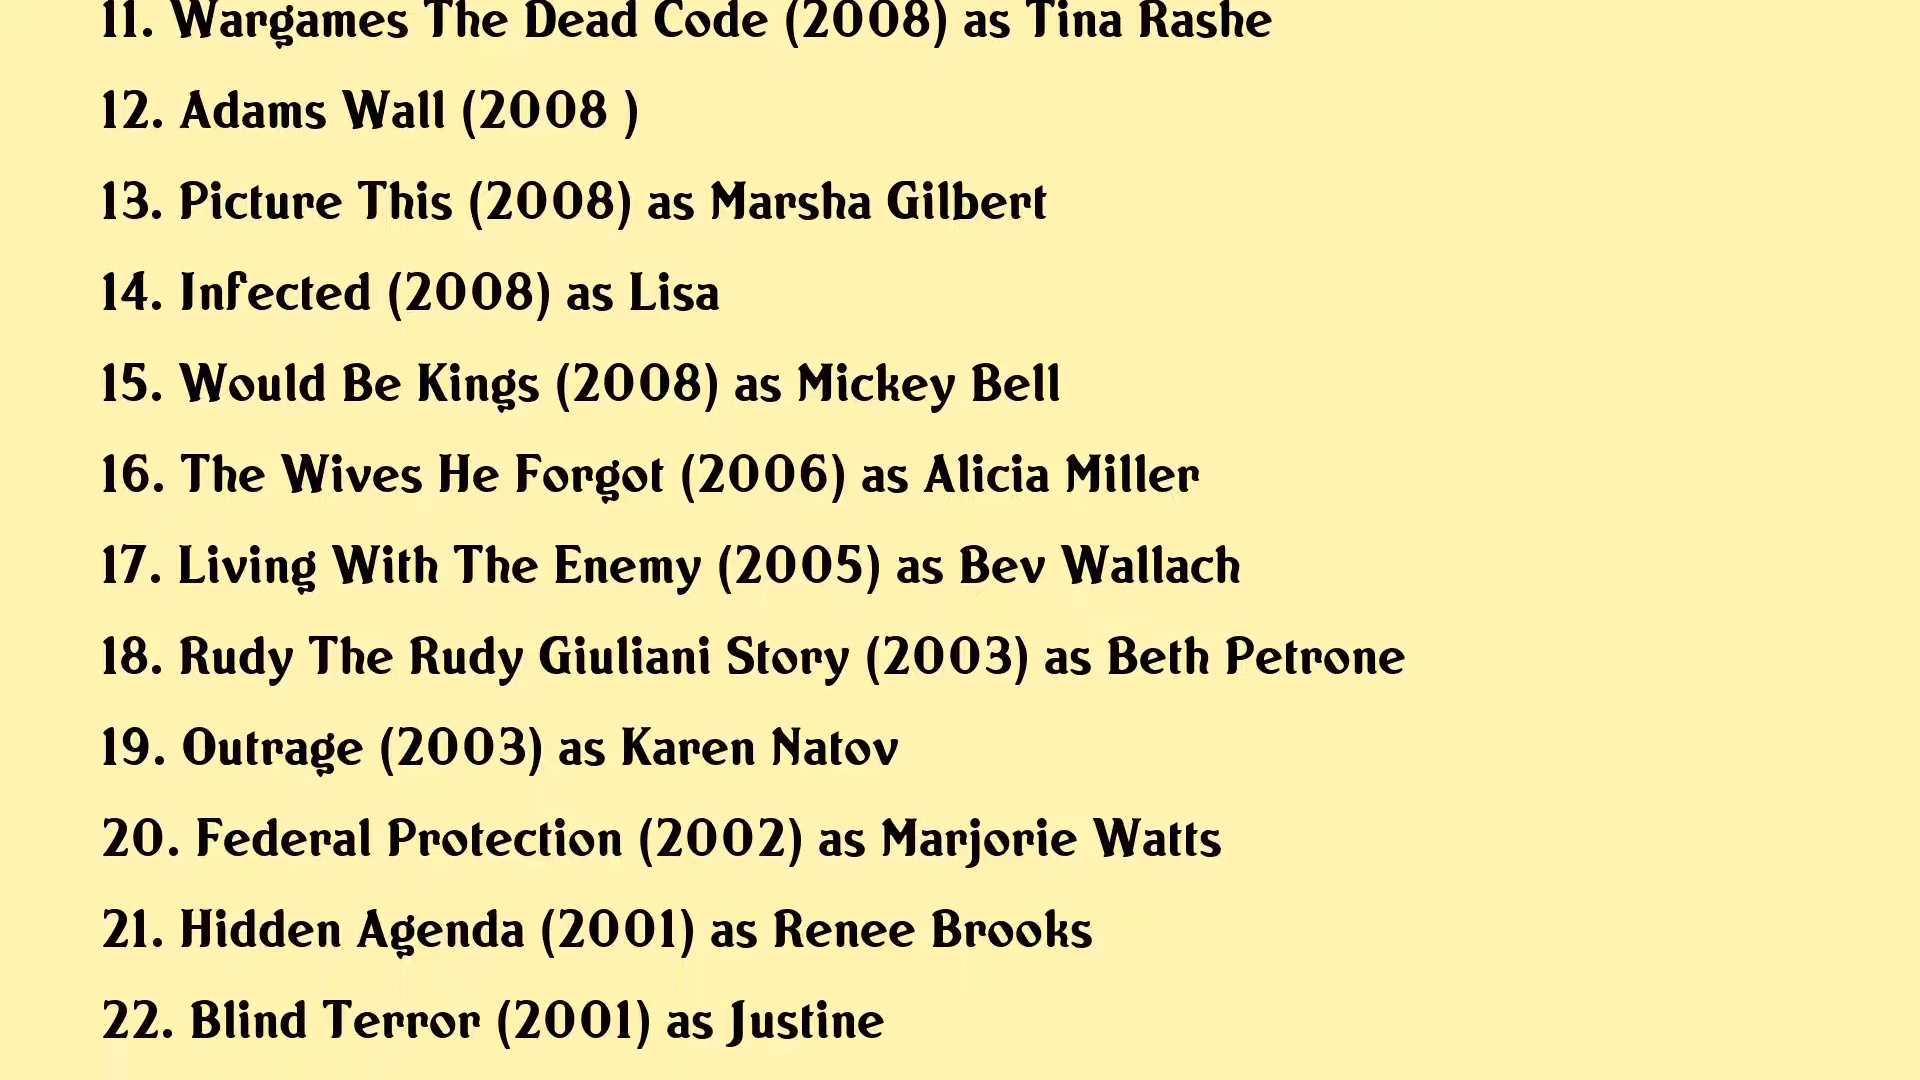 11. Wargames The Dead Code (2008) as Tina Rashe
12. Adams Wall (2008 )
13. Picture This (2008) as Marsha Gilbert
14. Infected (2008) as Lisa
15. Would Be Kings (2008) as Mickey Bell
16. The Wives He Forgot (2006) as Alicia Miller
17. Living With The Enemy (2005) as Bev Wallach
18. Rudy The Rudy Giuliani Story (2003) as Beth Petrone
19. Outrage (2003) as Karen Natov
20. Federal Protection (2002) as Marjorie Watts
21. Hidden Agenda (2001) as Renee Brooks
22. Blind Terror (2001) as Justine